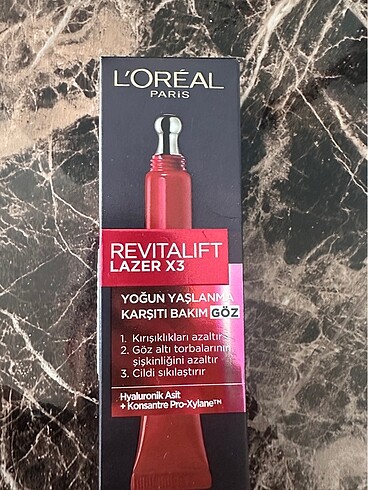 L'ORÉAL
PARIS
REVITALIFT
LAZER X3
YOĞUN YAŞLANMA
KARŞITI BAKIM GÖZ
1. Kırışıklıkları azaltır
2. Göz altı torbalarının
şişkinliğini azaltır
3. Cildi sıkılaştırır
Hyaluronik Asit
+ Konsantre Pro-Xylane™